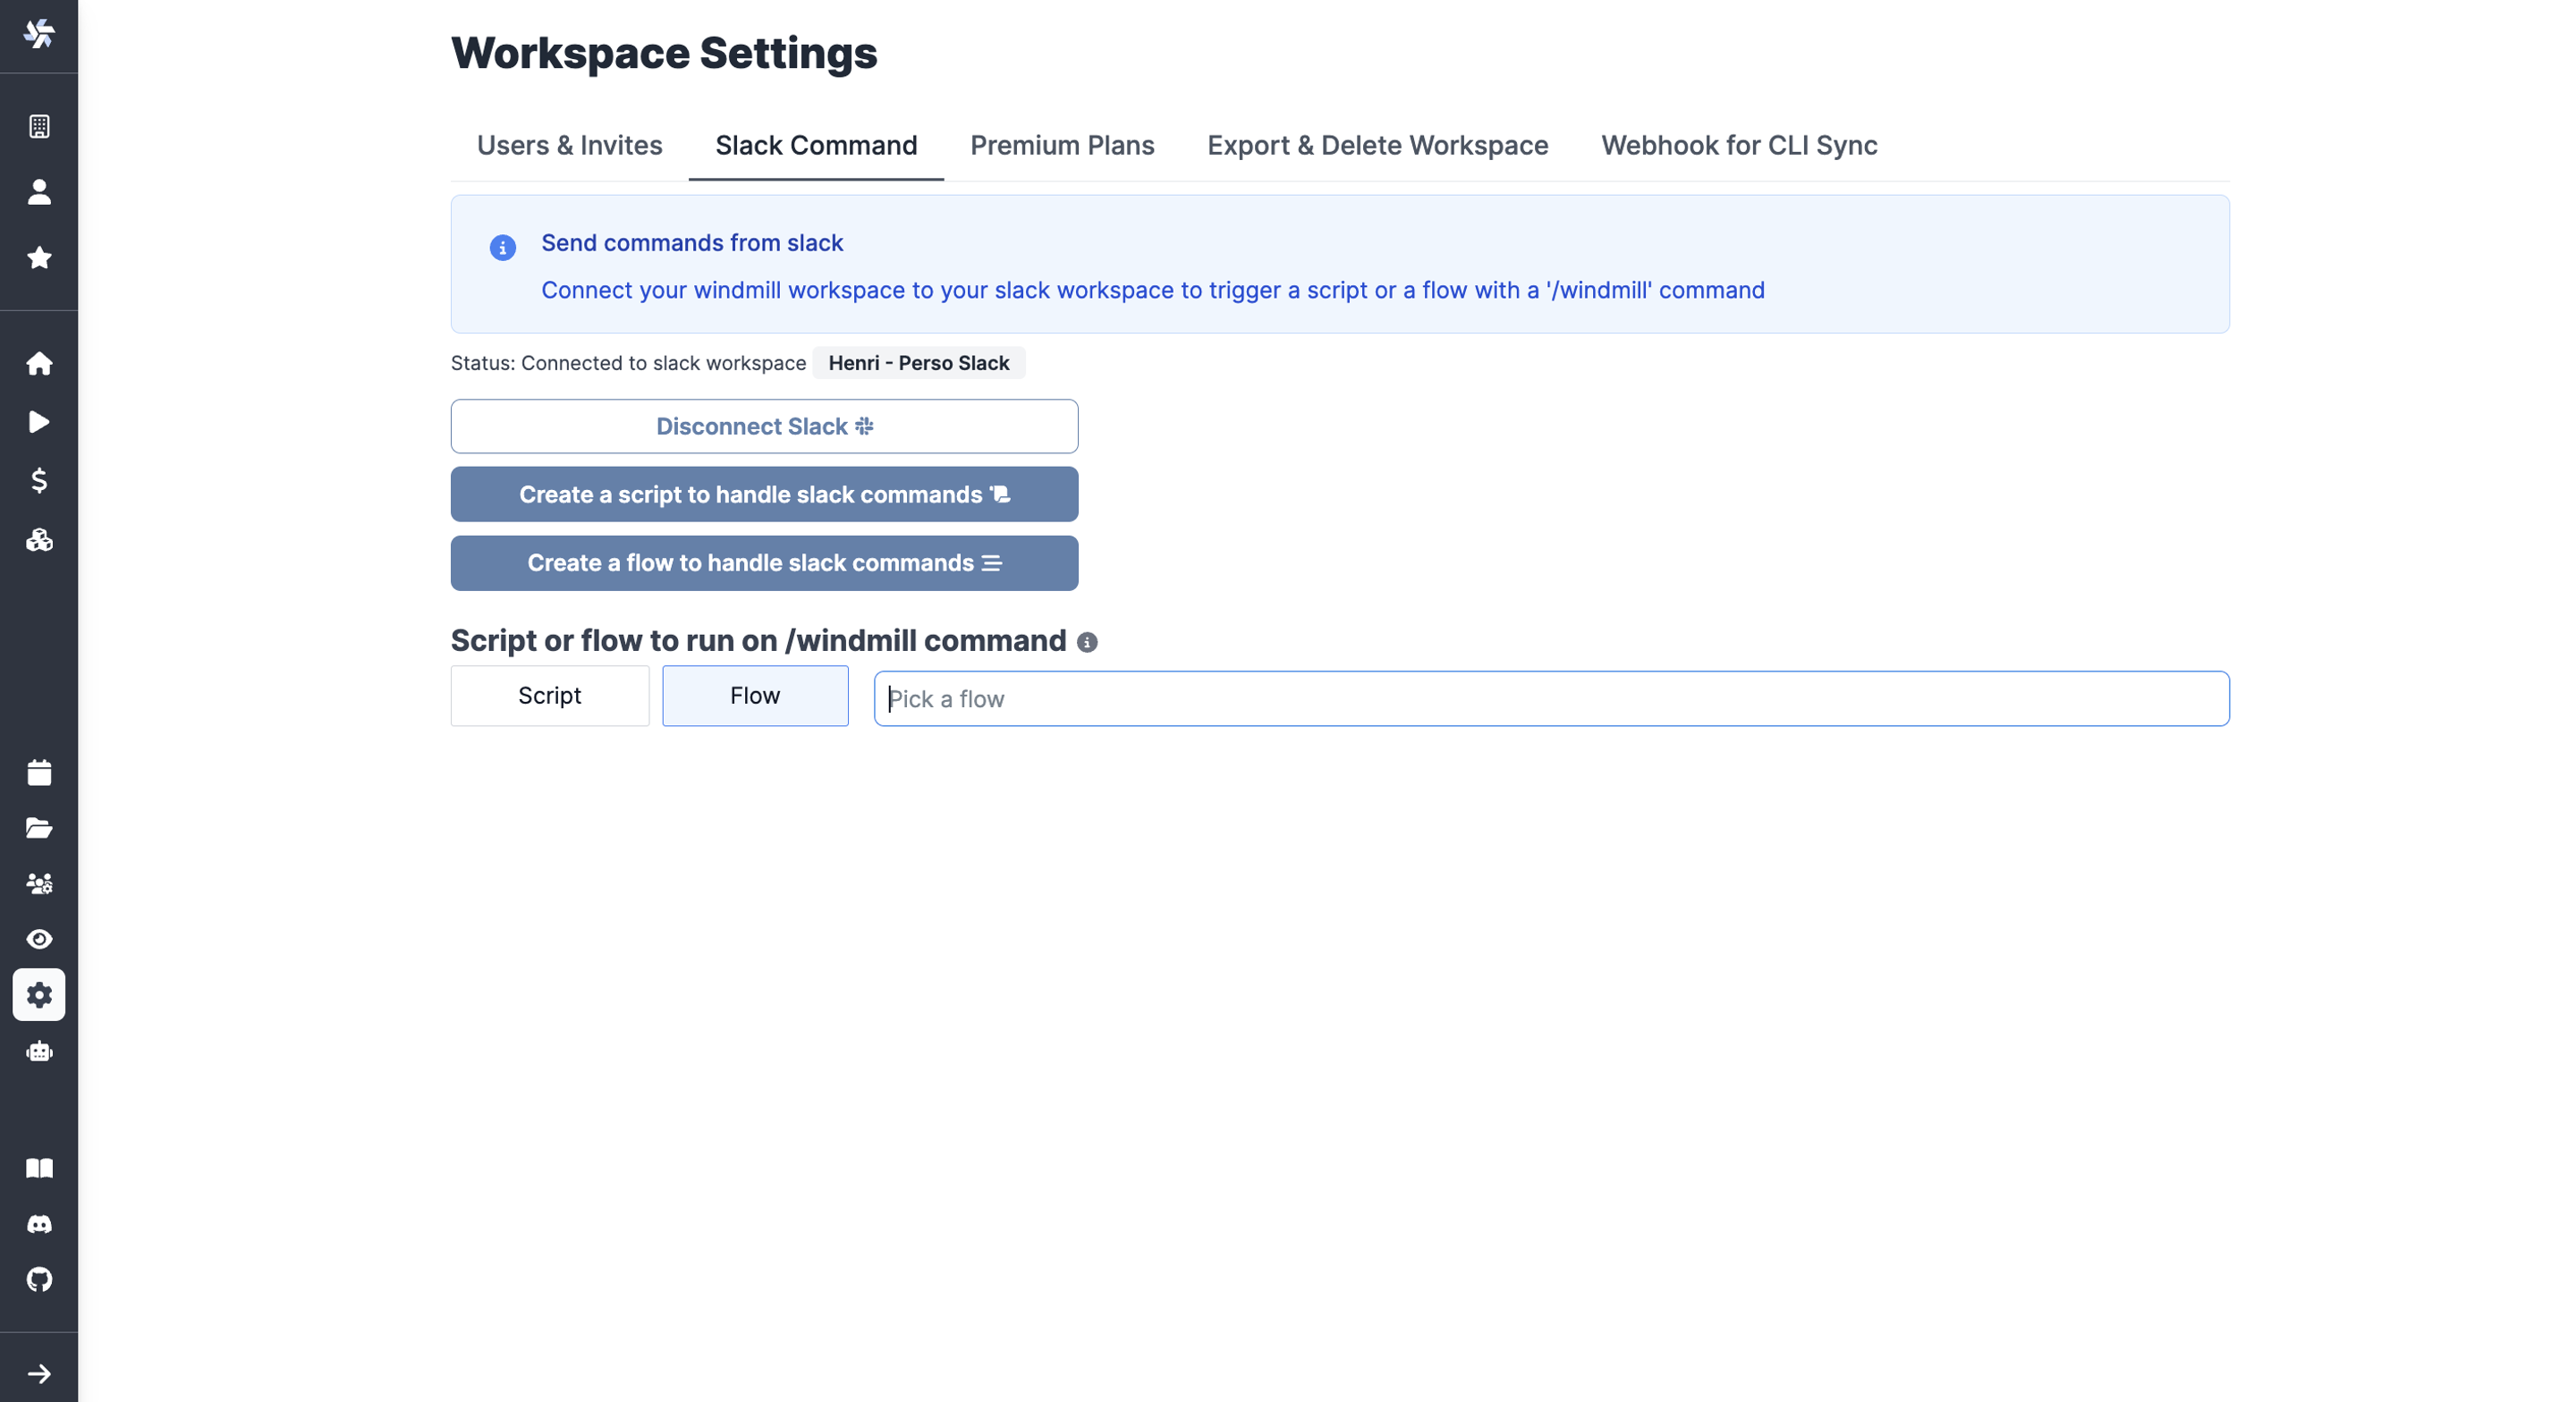 Workspace Settings
Users & Invites
Slack Command
Premium Plans
Export & Delete Workspace
Webhook for CLI Sync
Send commands from slack
Connect your windmill workspace to your slack workspace to trigger a script or a flow with a '/windmill' command
Status: Connected to slack workspace Henri - Perso Slack
Disconnect Slack
Create a script to handle slack commands
Create a flow to handle slack commands
Script or flow to run on /windmill command
Script
Flow
Pick a flow